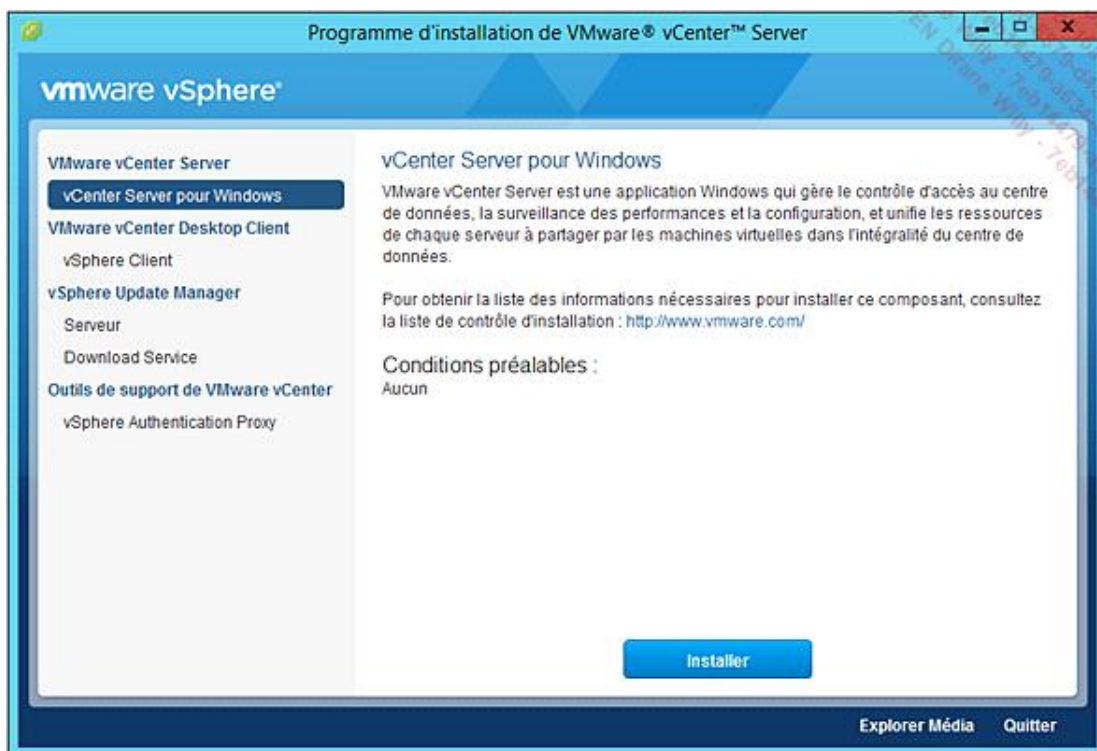 Programme d'installation de VMware® vCenter™ Server
vmware vSphere®
VMware vCenter Server
vCenter Server pour Windows
VMware vCenter Desktop Client
vSphere Client
vSphere Update Manager
Serveur
Download Service
Outils de support de VMware vCenter
vSphere Authentication Proxy
vCenter Server pour Windows
VMware vCenter Server est une application Windows qui gère le contrôle d'accès au centre
de données, la surveillance des performances et la configuration, et unifie les ressources
de chaque serveur à partager par les machines virtuelles dans l'intégralité du centre de
données.
Pour obtenir la liste des informations nécessaires pour installer ce composant, consultez
la liste de contrôle d'installation : http://www.vmware.com/
Conditions préalables :
Aucun
Installer
Explorer Média
Quitter